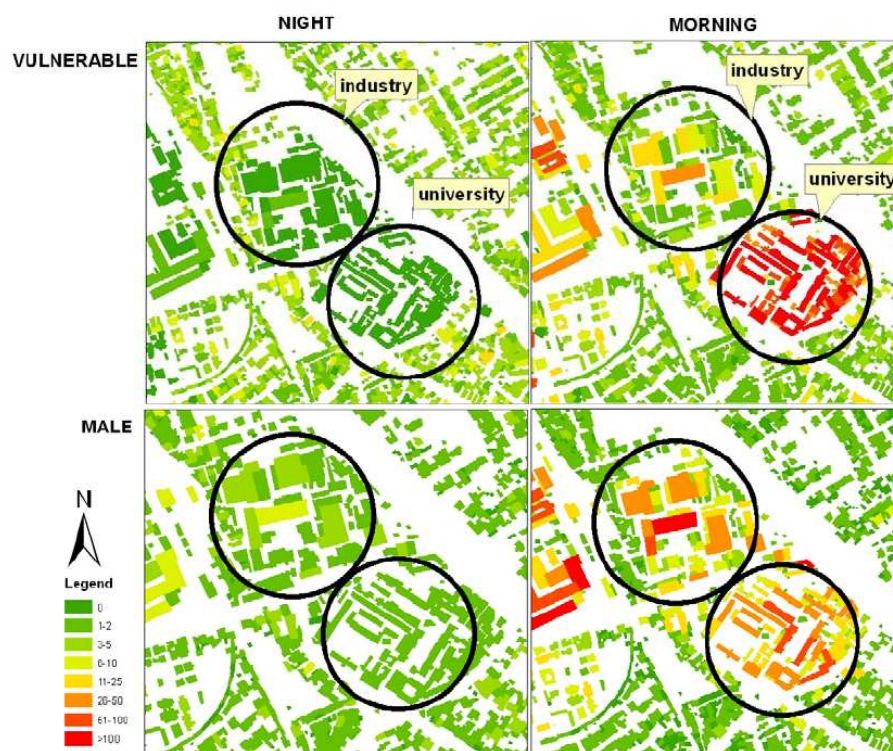 NIGHT
MORNING
VULNERABLE
industry
university
industry
university
MALE
N
Legend
0
1-2
3-5
6-10
11-25
26-50
51-100
>100